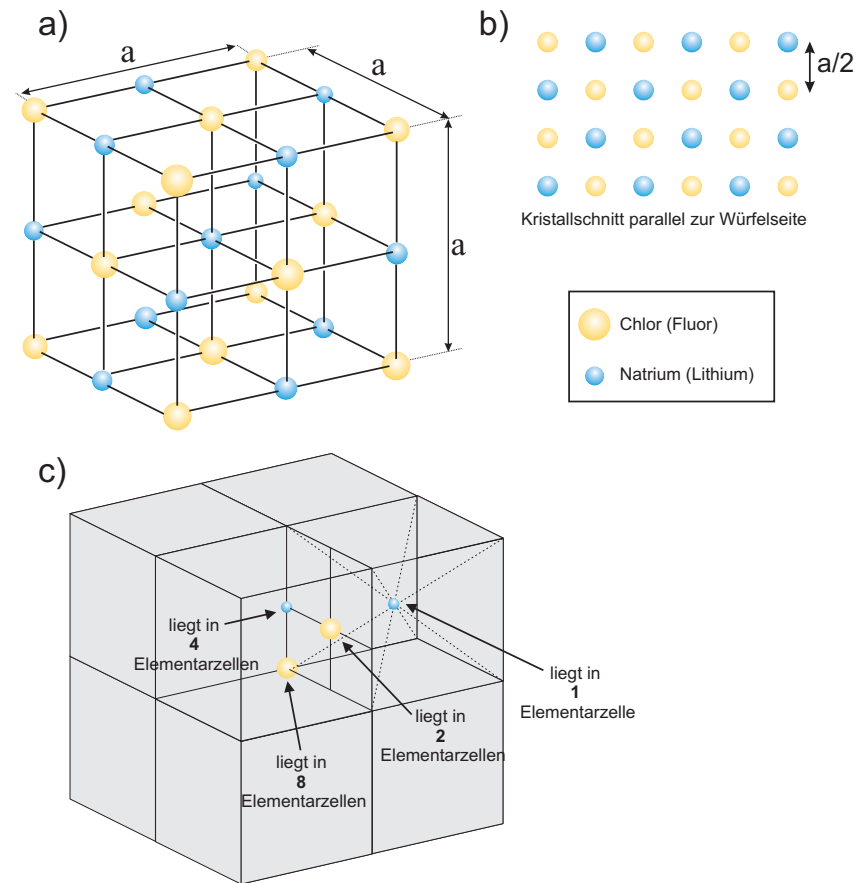 a)
a
a
a
b)
a/2
Kristallschnitt parallel zur Würfelseite
Chlor (Fluor)
Natrium (Lithium)
c)
liegt in
4
Elementarzellen
liegt in
8
Elementarzellen
liegt in
2
Elementarzellen
liegt in
1
Elementarzelle